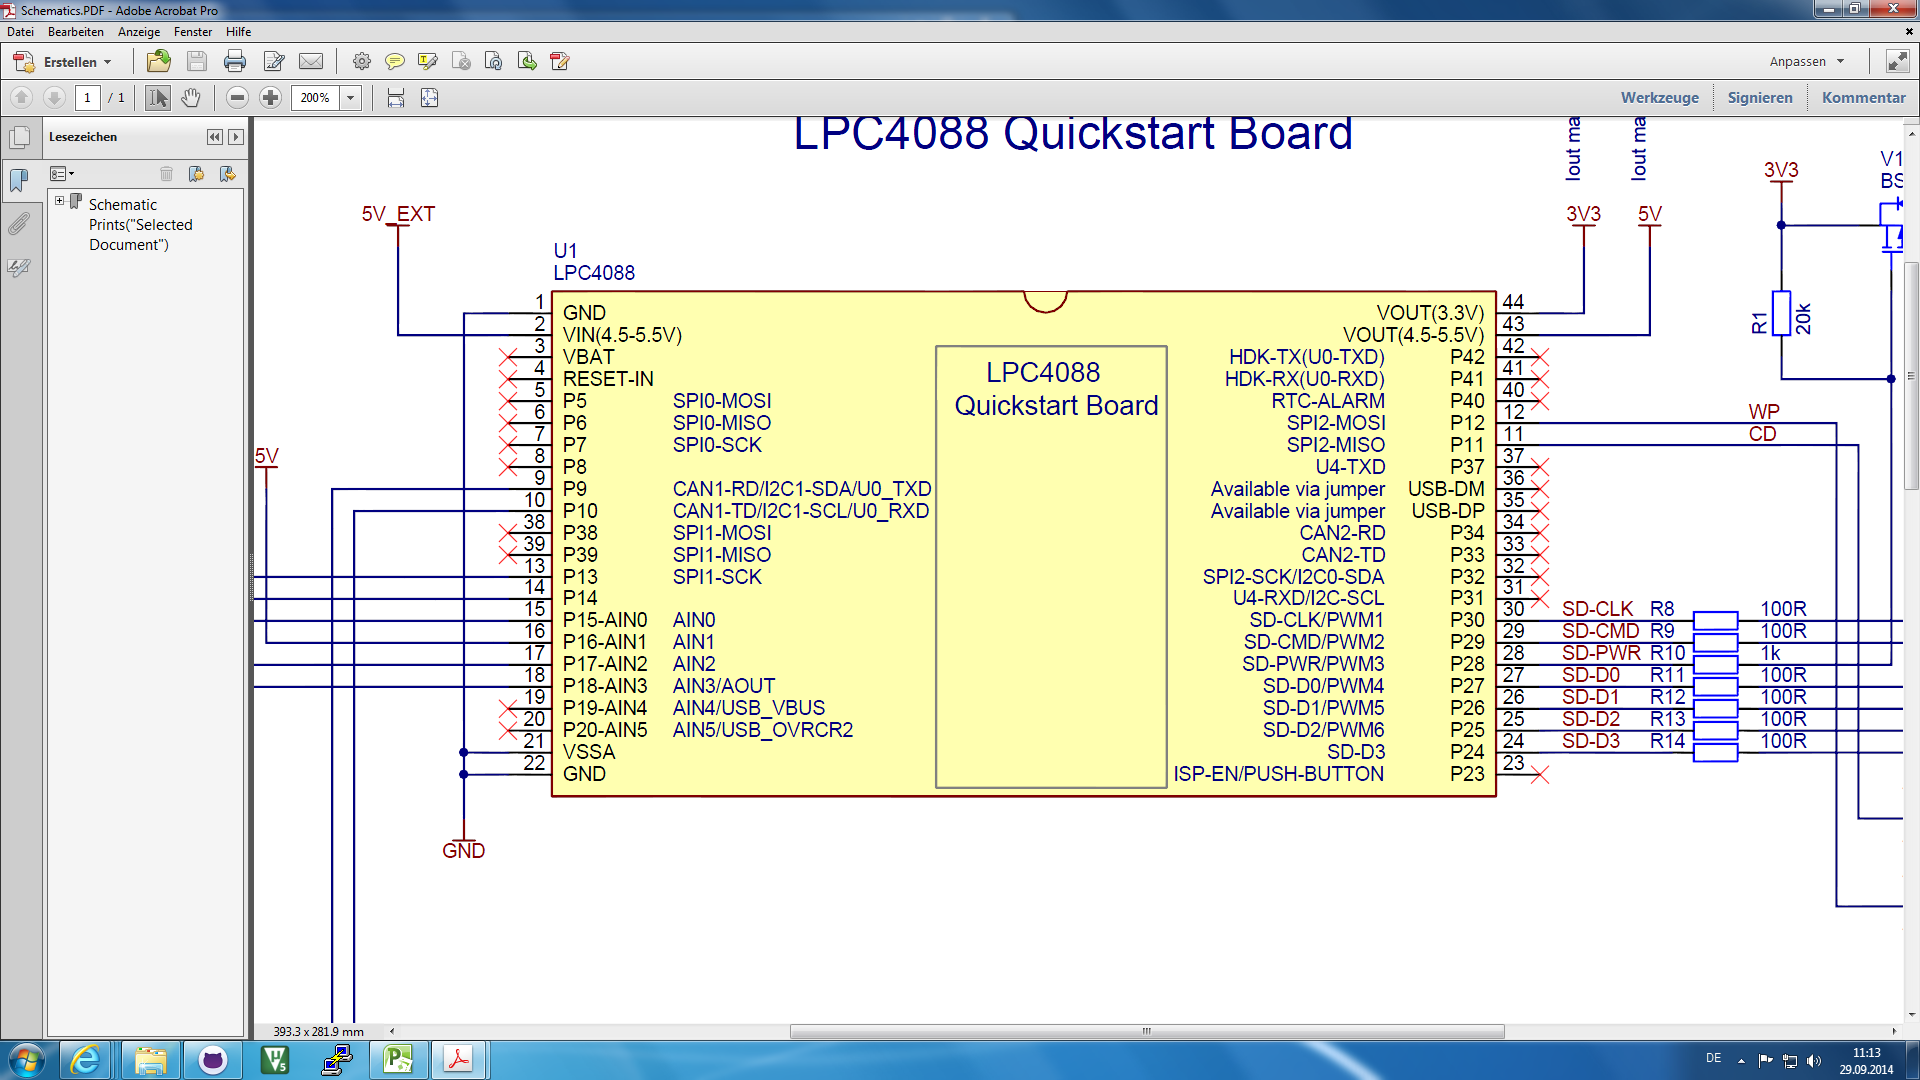 Schematics.PDF - Adobe Acrobat Pro
Datei Bearbeiten Anzeige Fenster Hilfe
Erstellen
Anpassen
1 / 1
200%
Werkzeuge Signieren Kommentar
Lesezeichen
Schematic
Prints("Selected
Document")
LPC4088 Quickstart Board
Iout ma
Iout ma
5V_EXT
3V3
5V
3V3
V1
BS
R1
20k
5V
GND
U1
LPC4088
LPC4088
Quickstart Board
1 GND
2 VIN(4.5-5.5V)
3 VBAT
4 RESET-IN
5 P5 SPI0-MOSI
6 P6 SPI0-MISO
7 P7 SPI0-SCK
8 P8
9 P9 CAN1-RD/I2C1-SDA/U0_TXD
10 P10 CAN1-TD/I2C1-SCL/U0_RXD
38 P38 SPI1-MOSI
39 P39 SPI1-MISO
13 P13 SPI1-SCK
14 P14
15 P15-AIN0 AIN0
16 P16-AIN1 AIN1
17 P17-AIN2 AIN2
18 P18-AIN3 AIN3/AOUT
19 P19-AIN4 AIN4/USB_VBUS
20 P20-AIN5 AIN5/USB_OVRCR2
21 VSSA
22 GND
VOUT(3.3V) 44
VOUT(4.5-5.5V) 43
HDK-TX(U0-TXD) P42 42
HDK-RX(U0-RXD) P41 41
RTC-ALARM P40 40
SPI2-MOSI P12 12 WP
SPI2-MISO P11 11 CD
U4-TXD P37 37
Available via jumper USB-DM 36
Available via jumper USB-DP 35
CAN2-RD P34 34
CAN2-TD P33 33
SPI2-SCK/I2C0-SDA P32 32
U4-RXD/I2C-SCL P31 31
SD-CLK/PWM1 P30 30 SD-CLK R8 100R
SD-CMD/PWM2 P29 29 SD-CMD R9 100R
SD-PWR/PWM3 P28 28 SD-PWR R10 1k
SD-D0/PWM4 P27 27 SD-D0 R11 100R
SD-D1/PWM5 P26 26 SD-D1 R12 100R
SD-D2/PWM6 P25 25 SD-D2 R13 100R
SD-D3 P24 24 SD-D3 R14 100R
ISP-EN/PUSH-BUTTON P23 23
393.3 x 281.9 mm
DE
11:13
29.09.2014